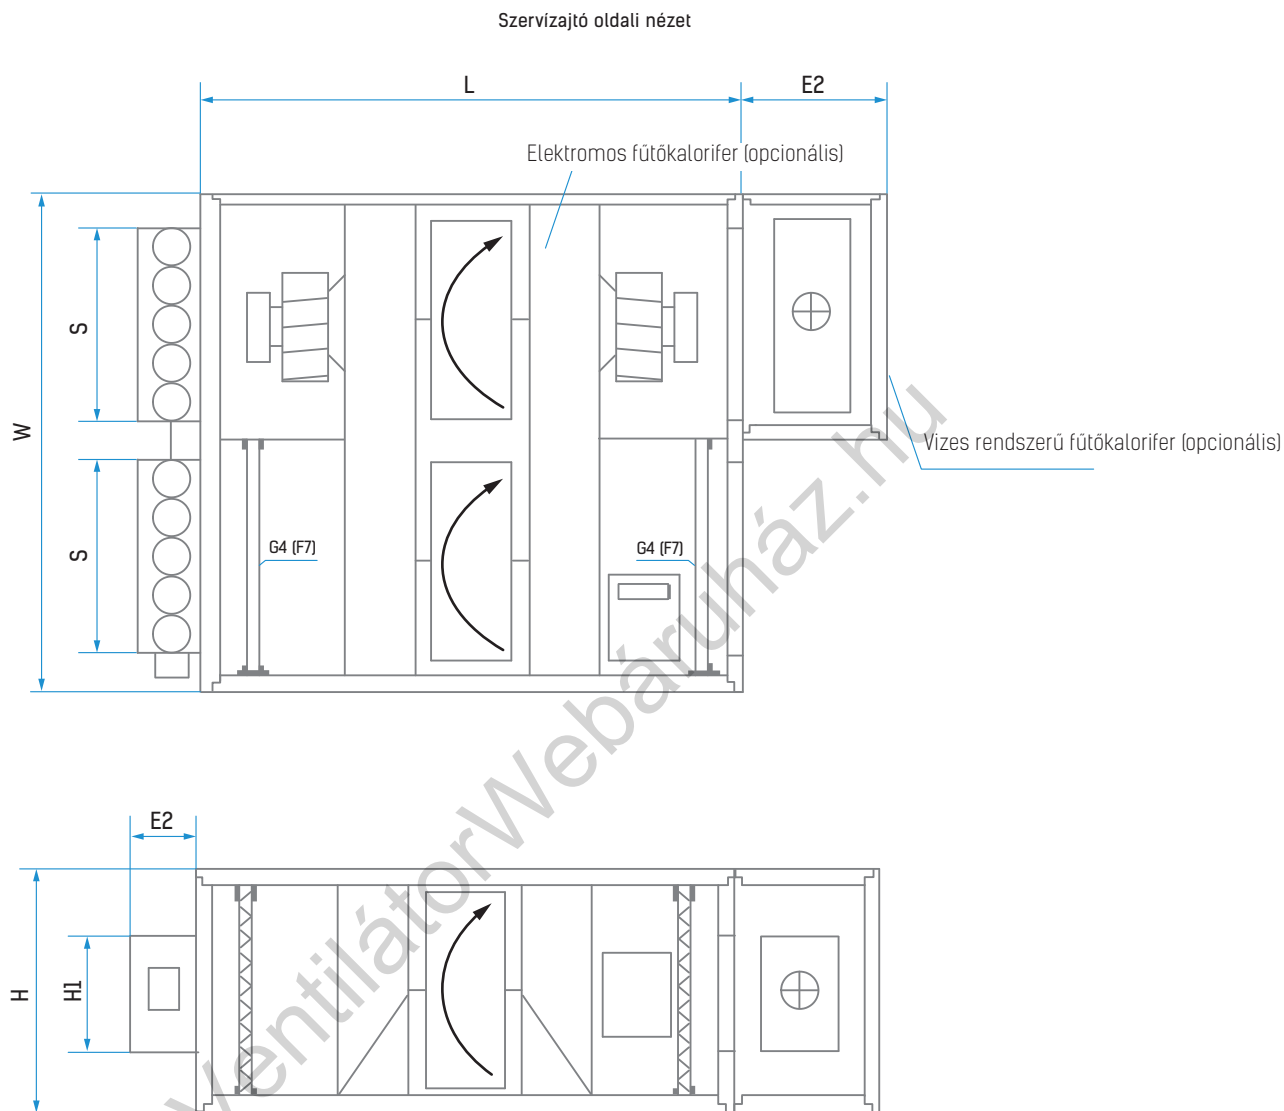 Szervízajtó oldali nézet
L
E2
Elektromos fűtőkalorifer (opcionális)
S
W
Vizes rendszerű fűtőkalorifer (opcionális)
S
G4 (F7)
G4 (F7)
E2
H
H1
VentilátorWebáruház.hu